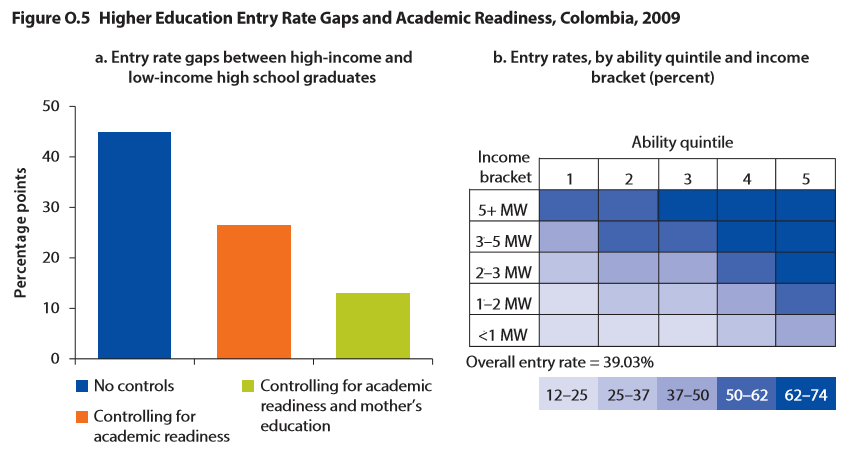 Figure O.5 Higher Education Entry Rate Gaps and Academic Readiness, Colombia, 2009
a. Entry rate gaps between high-income and
low-income high school graduates
50
40
30
20
10
0
Percentage points
No controls
Controlling for
academic readiness
Controlling for academic
readiness and mother's
education
b. Entry rates, by ability quintile and income
bracket (percent)
Ability quintile
Income
bracket
1 2 3 4 5
5+ MW
3–5 MW
2–3 MW
1–2 MW
<1 MW
Overall entry rate = 39.03%
12–25 25–37 37–50 50–62 62–74